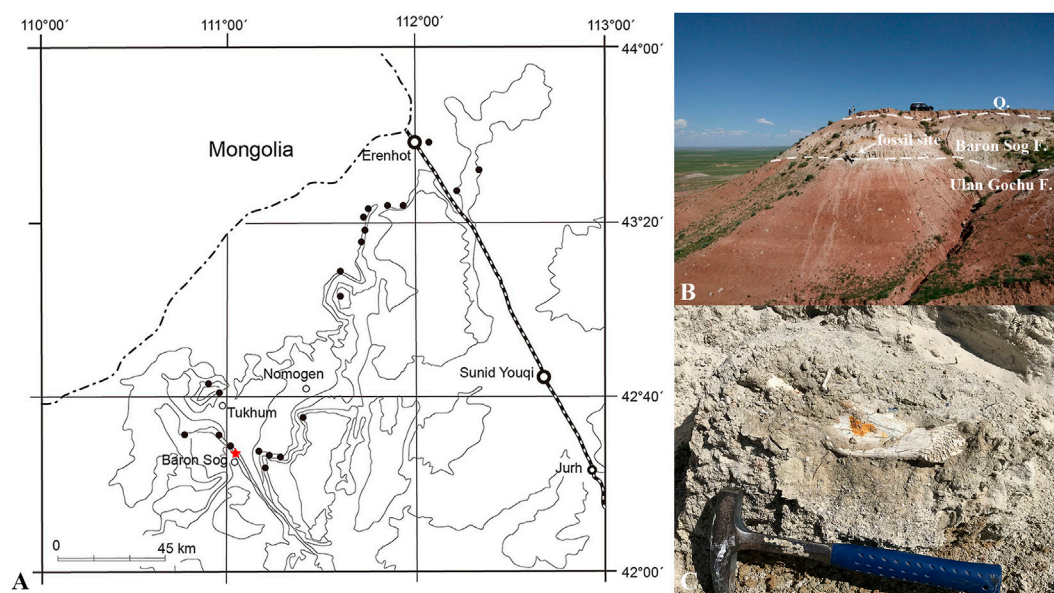 110°00´
111°00´
112°00´
113°00´
44°00´
Mongolia
Erenhot
43°20´
Nomogen
Sunid Youqi
42°40´
Tukhum
Baron Sog
Jurh
0
45 km
42°00´
A
Q.
fossil site
Baron Sog F.
Ulan Gochu F.
B
C